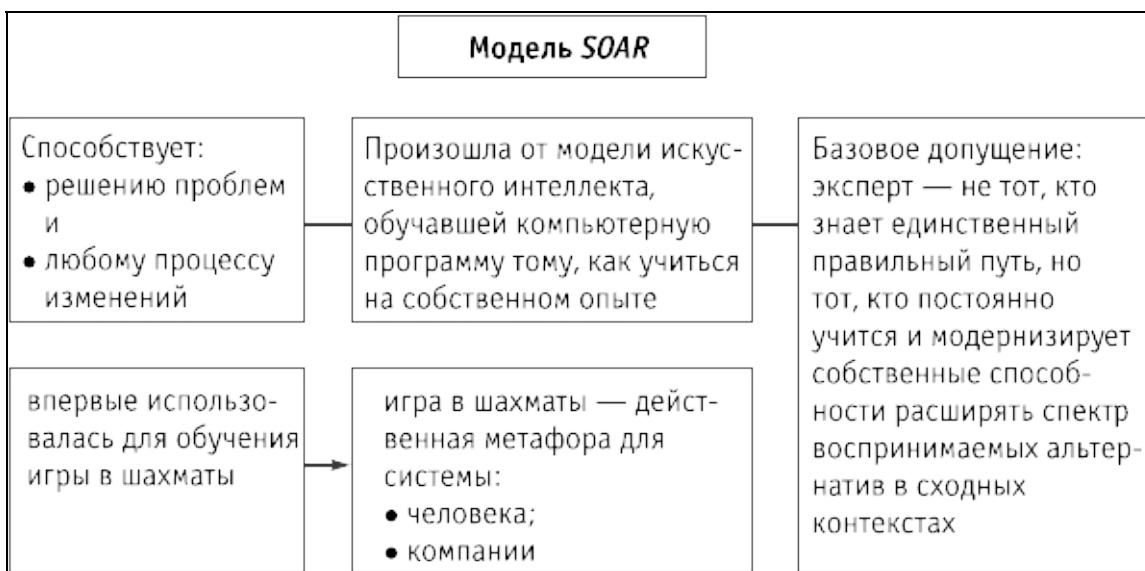 Модель SOAR
Способствует:
● решению проблем
и
● любому процессу
изменений
Произошла от модели искус-
ственного интеллекта,
обучавшей компьютерную
программу тому, как учиться
на собственном опыте
Базовое допущение:
эксперт — не тот, кто
знает единственный
правильный путь, но
тот, кто постоянно
учится и модернизирует
собственные способ-
ности расширять спектр
воспринимаемых альтер-
натив в сходных
контекстах
впервые использо-
валась для обучения
игры в шахматы
игра в шахматы — дейст-
венная метафора для
системы:
● человека;
● компании